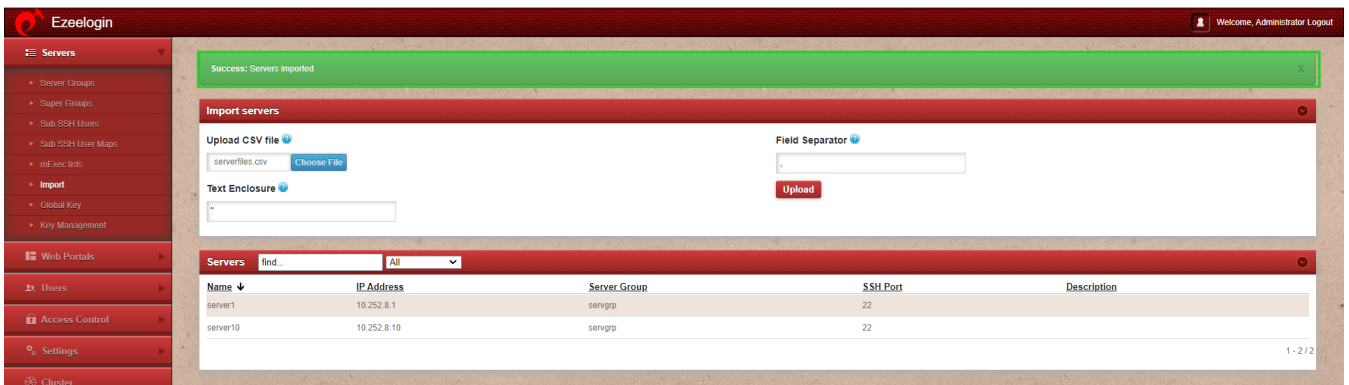 Ezeelogin
Welcome, Administrator Logout
Servers
Server Groups
Super Groups
Sub SSH Users
Sub SSH User Maps
mExec lists
Import
Global Key
Key Management
Web Portals
Users
Access Control
Settings
Cluster
Success: Servers imported X
Import servers
Upload CSV file ? Field Separator ?
serverfiles.csv Choose File ,
Text Enclosure ? Upload
"
Servers find... All
Name ↓ IP Address Server Group SSH Port Description
server1 10.252.8.1 servgrp 22
server10 10.252.8.10 servgrp 22
1 - 2 / 2